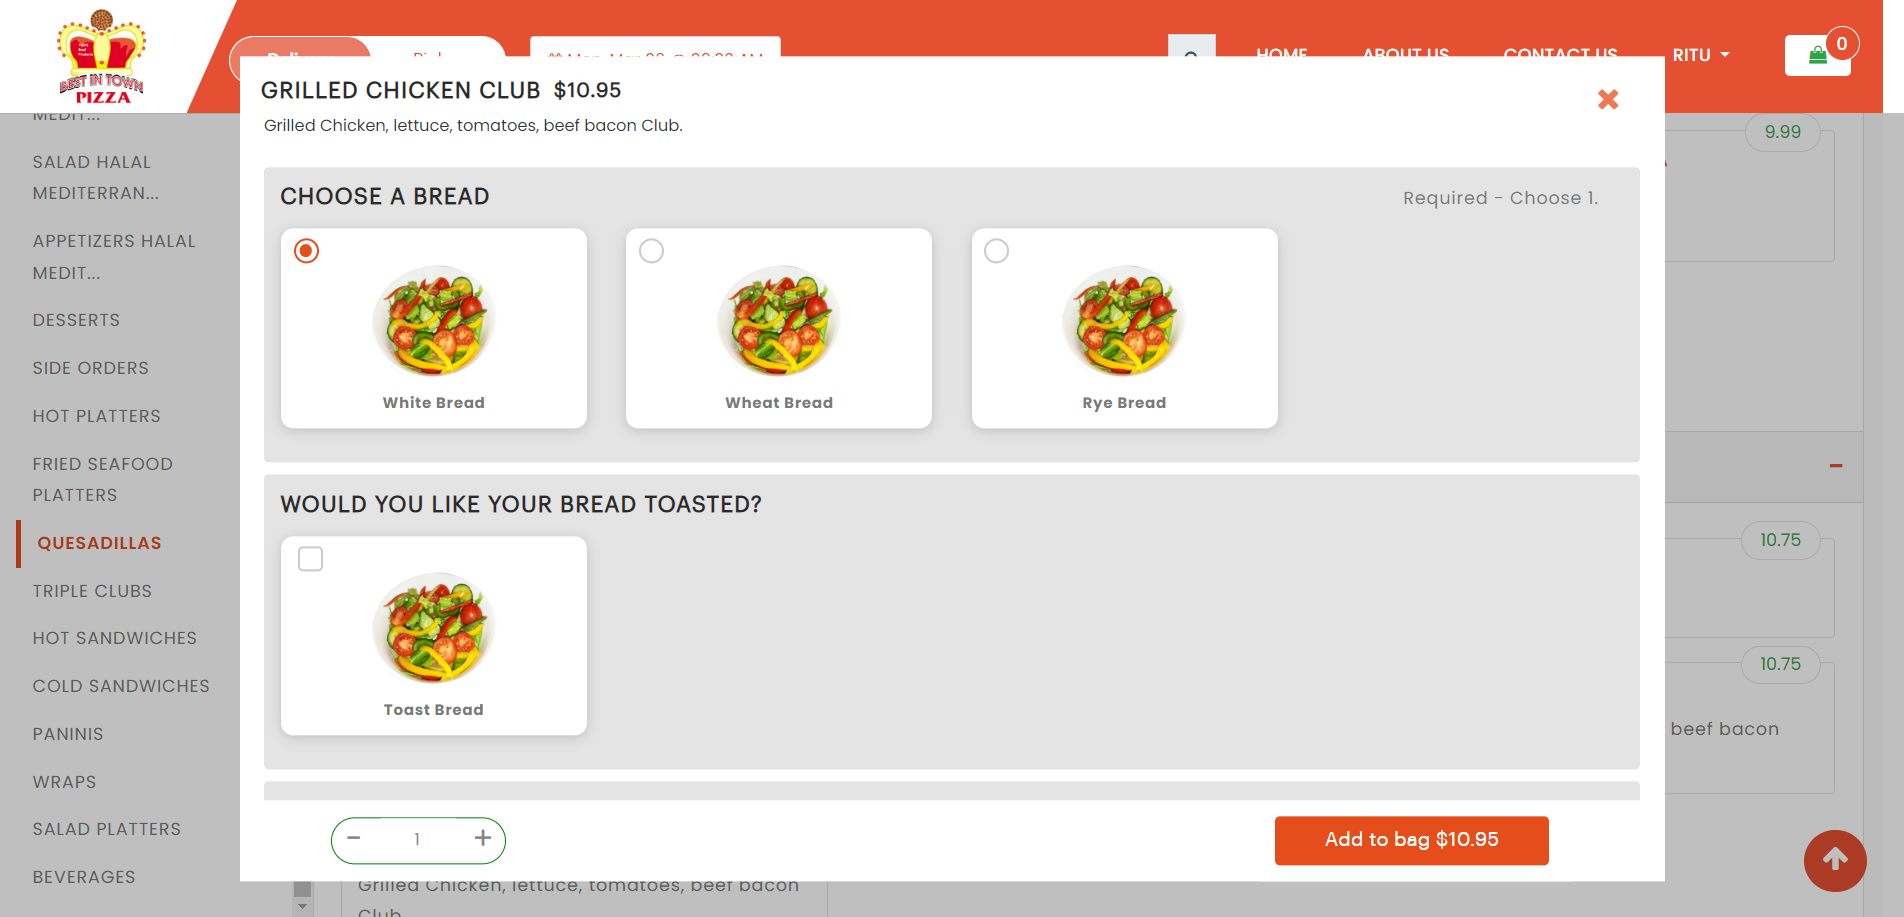 BEST IN TOWN
PIZZA
HOME
ABOUT US
CONTACT US
RITU
0
MEDIT...
SALAD HALAL
MEDITERRAN...
APPETIZERS HALAL
MEDIT...
DESSERTS
SIDE ORDERS
HOT PLATTERS
FRIED SEAFOOD
PLATTERS
QUESADILLAS
TRIPLE CLUBS
HOT SANDWICHES
COLD SANDWICHES
PANINIS
WRAPS
SALAD PLATTERS
BEVERAGES
GRILLED CHICKEN CLUB $10.95
Grilled Chicken, lettuce, tomatoes, beef bacon Club.
CHOOSE A BREAD
Required - Choose 1.
White Bread
Wheat Bread
Rye Bread
WOULD YOU LIKE YOUR BREAD TOASTED?
Toast Bread
1
Add to bag $10.95
9.99
10.75
10.75
beef bacon
Grilled Chicken, lettuce, tomatoes, beef bacon
Club